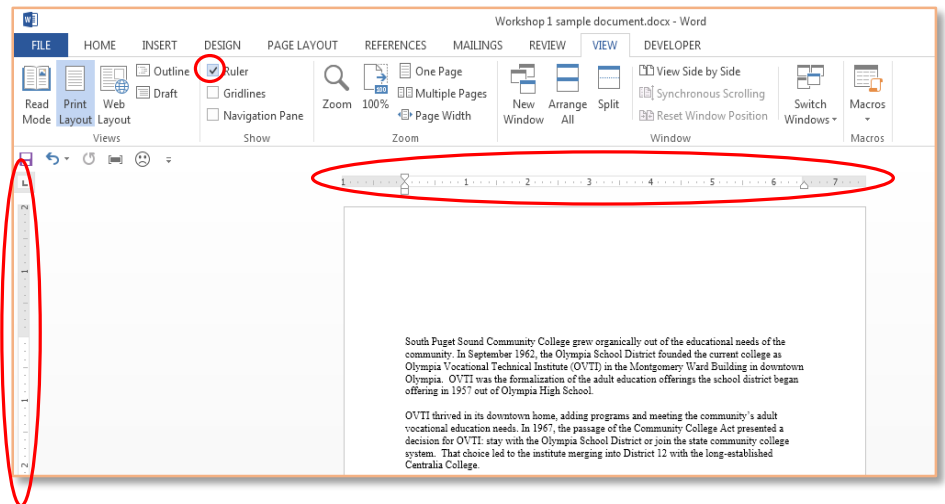 Workshop 1 sample document.docx - Word
FILE HOME INSERT DESIGN PAGE LAYOUT REFERENCES MAILINGS REVIEW VIEW DEVELOPER
Read Mode
Print Layout
Web Layout
Outline
Draft
Views
Ruler
Gridlines
Navigation Pane
Show
Zoom
100
100%
One Page
Multiple Pages
Page Width
Zoom
New Window
Arrange All
Split
View Side by Side
Synchronous Scrolling
Reset Window Position
Window
Switch Windows
Macros
Macros
1 1 2 3 4 5 6 7
2
1
1
2
South Puget Sound Community College grew organically out of the educational needs of the
community. In September 1962, the Olympia School District founded the current college as
Olympia Vocational Technical Institute (OVTI) in the Montgomery Ward Building in downtown
Olympia. OVTI was the formalization of the adult education offerings the school district began
offering in 1957 out of Olympia High School.
OVTI thrived in its downtown home, adding programs and meeting the community’s adult
vocational education needs. In 1967, the passage of the Community College Act presented a
decision for OVTI: stay with the Olympia School District or join the state community college
system. That choice led to the institute merging into District 12 with the long-established
Centralia College.